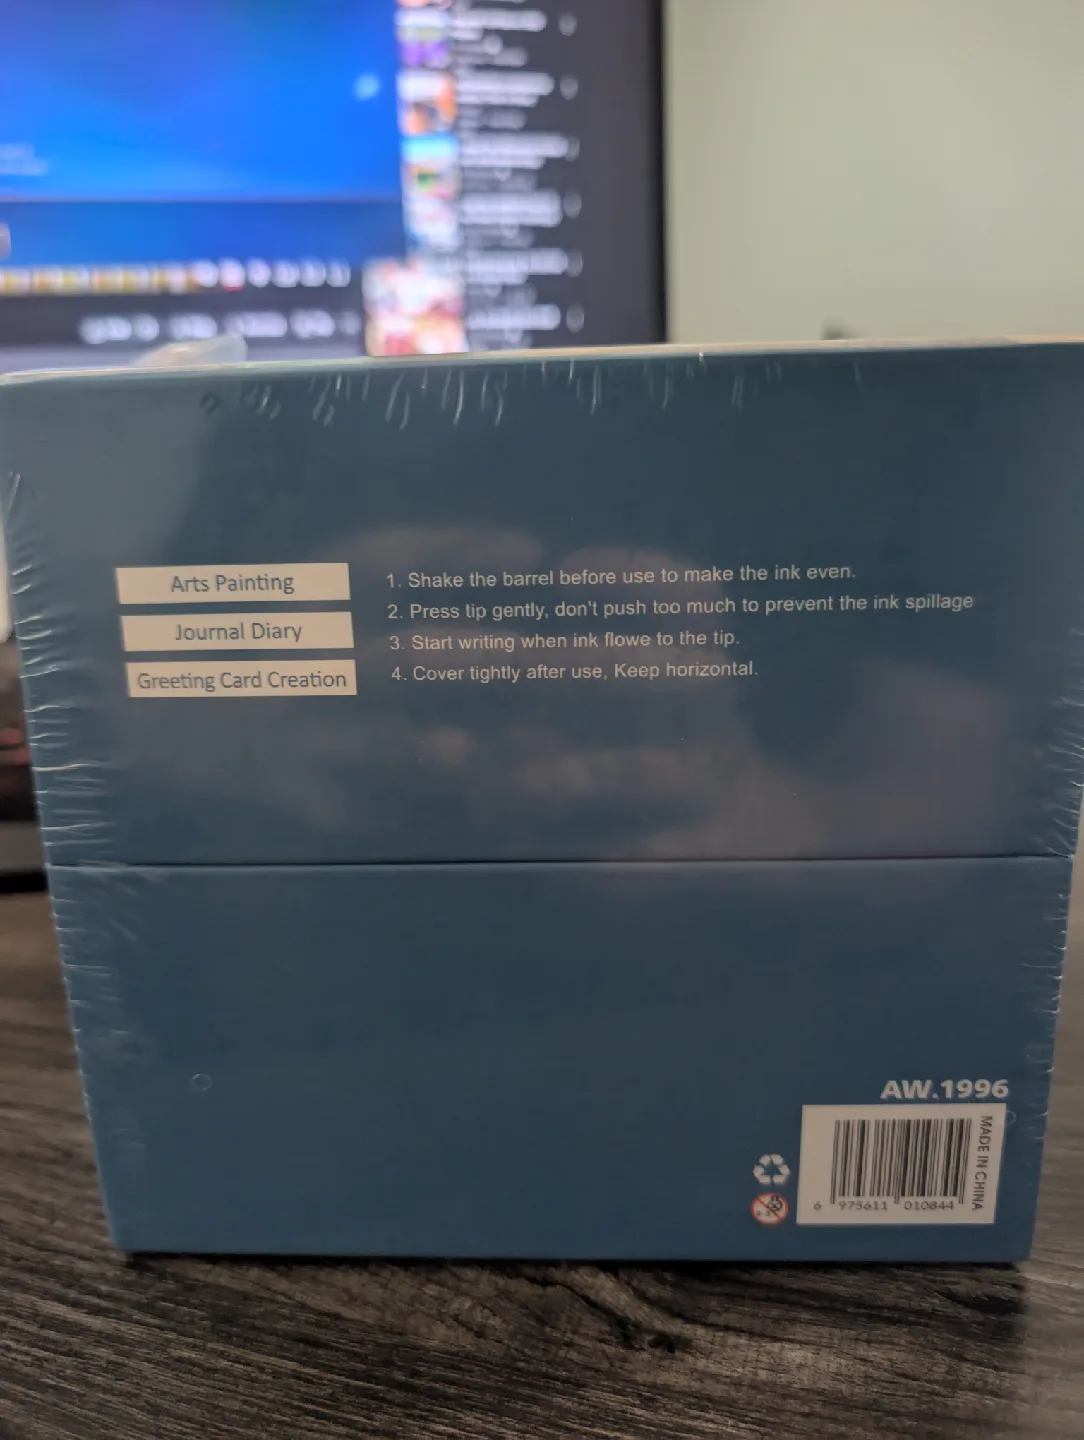 Arts Painting
Journal Diary
Greeting Card Creation
1. Shake the barrel before use to make the ink even.
2. Press tip gently, don't push too much to prevent the ink spillage
3. Start writing when ink flowe to the tip.
4. Cover tightly after use, Keep horizontal.
AW.1996
MADE IN CHINA
6 975611 010844